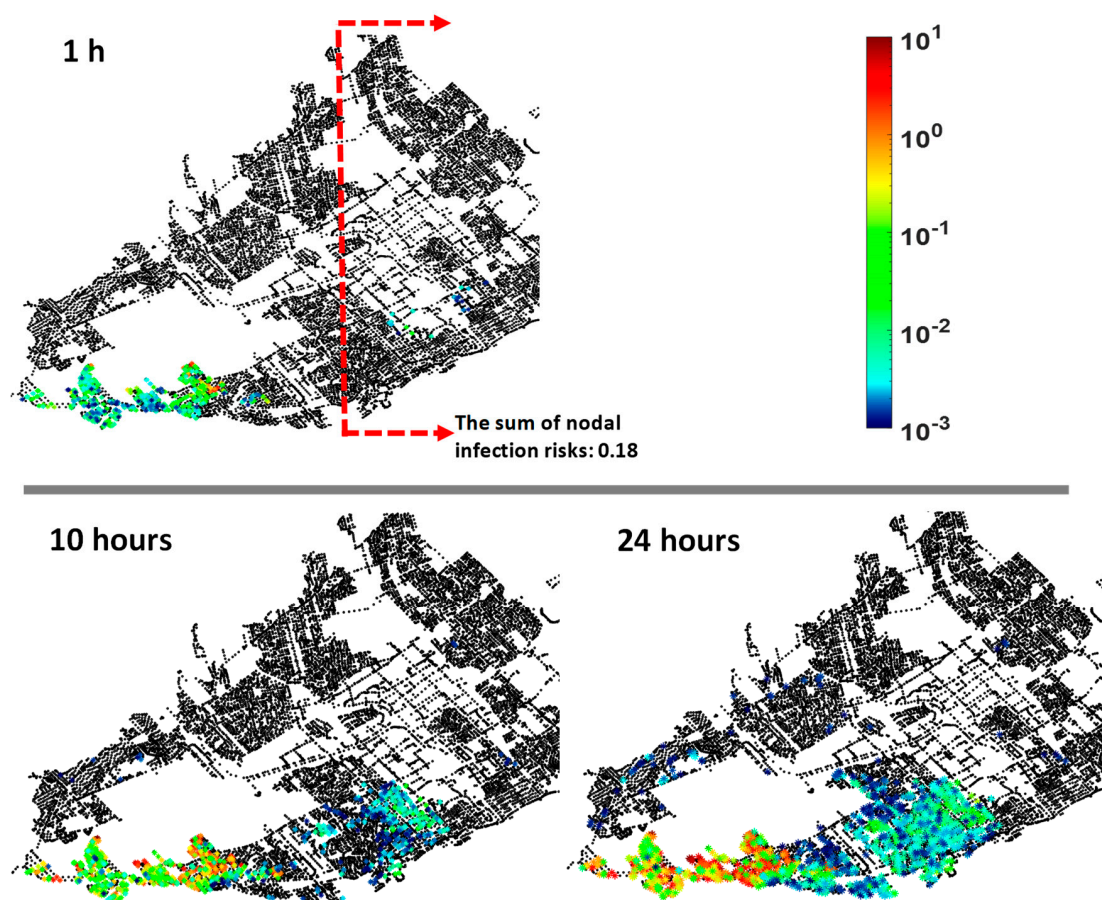 1 h
10¹
10⁰
10⁻¹
10⁻²
10⁻³
The sum of nodal
infection risks: 0.18
10 hours
24 hours